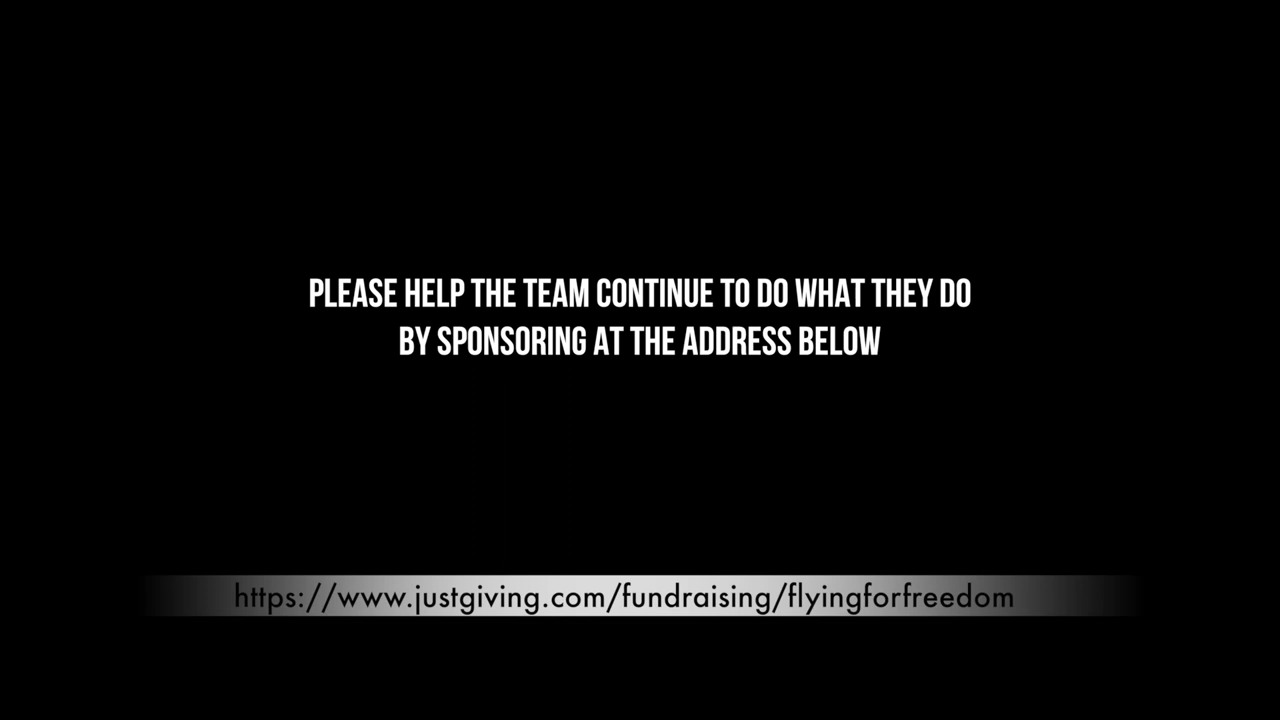 PLEASE HELP THE TEAM CONTINUE TO DO WHAT THEY DO
BY SPONSORING AT THE ADDRESS BELOW
https://www.justgiving.com/fundraising/flyingforfreedom